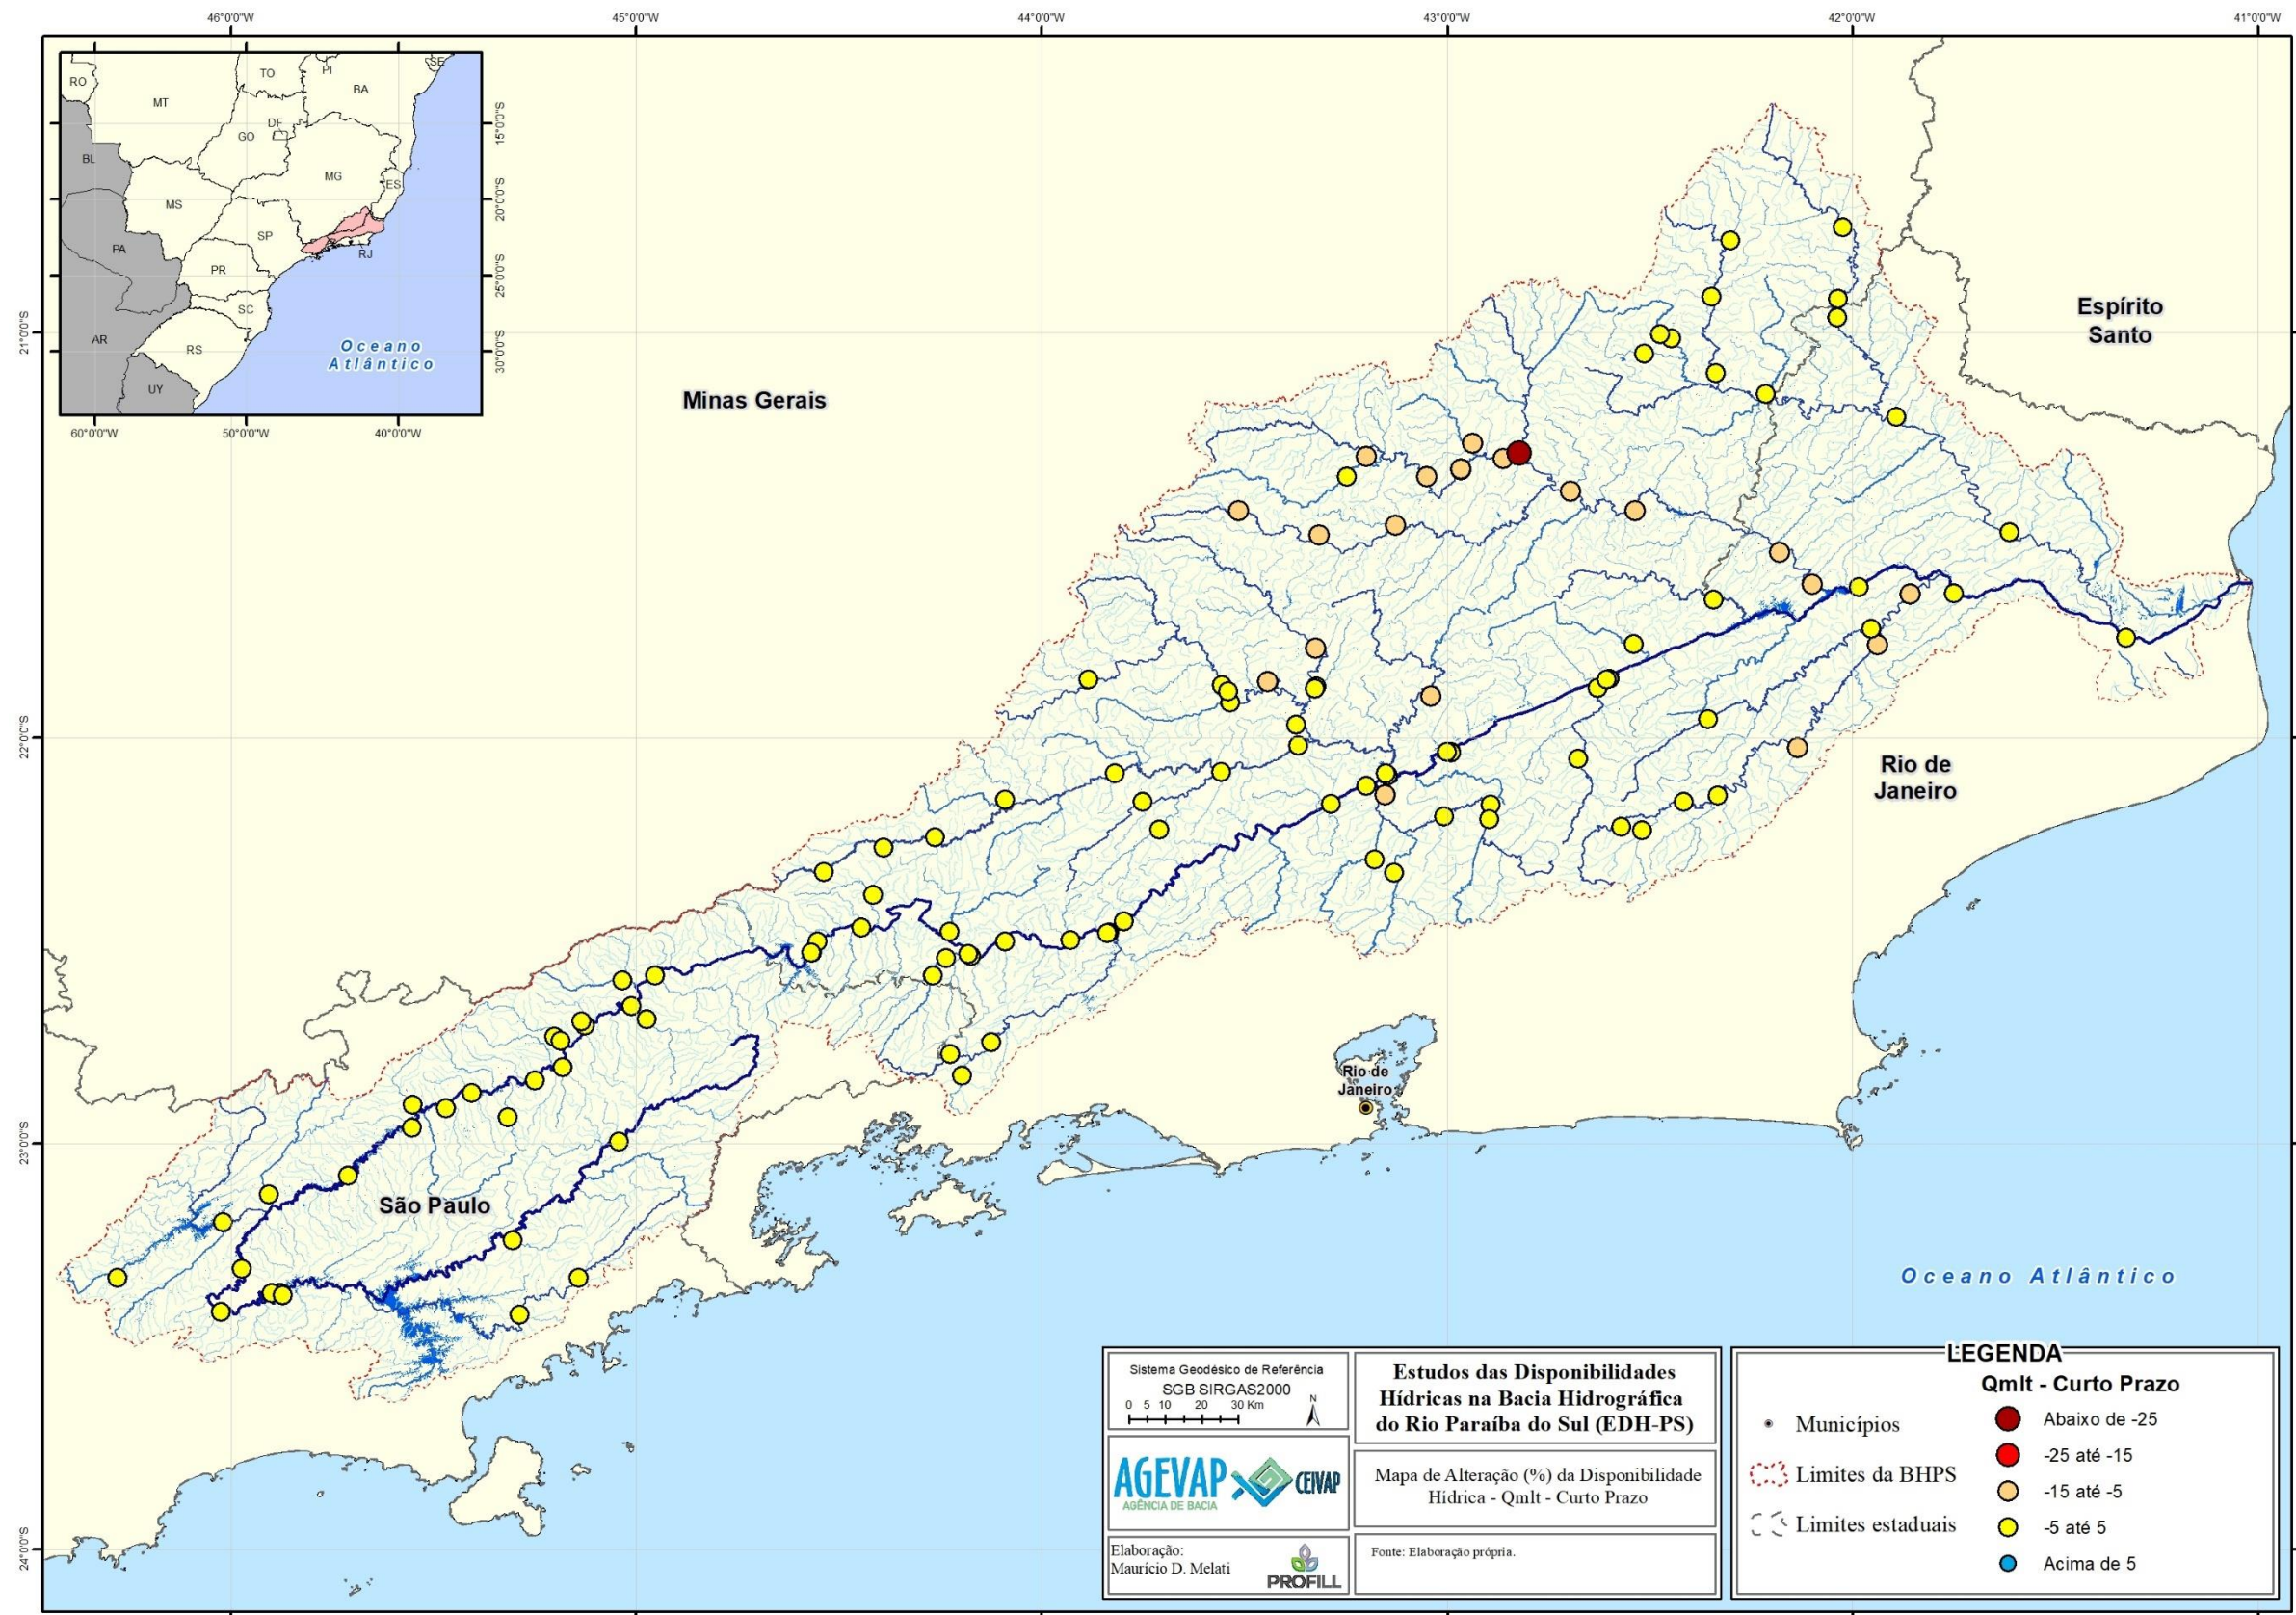 46°0'0"W
45°0'0"W
44°0'0"W
43°0'0"W
42°0'0"W
41°0'0"W
21°0'0"S
22°0'0"S
23°0'0"S
24°0'0"S
RO
MT
TO
PI
SE
BA
GO
DF
BL
MG
ES
MS
SP
PA
RJ
PR
SC
AR
RS
UY
Oceano
Atlântico
15°0'0"S
20°0'0"S
25°0'0"S
30°0'0"S
60°0'0"W
50°0'0"W
40°0'0"W
Minas Gerais
Espírito
Santo
Rio de
Janeiro
Rio de
Janeiro
São Paulo
Oceano Atlântico
Sistema Geodésico de Referência
SGB SIRGAS2000
0 5 10 20 30 Km
N
AGEVAP
AGÊNCIA DE BACIA
CEIVAP
Elaboração:
Maurício D. Melati
PROFILL
Estudos das Disponibilidades
Hídricas na Bacia Hidrográfica
do Rio Paraíba do Sul (EDH-PS)
Mapa de Alteração (%) da Disponibilidade
Hídrica - Qmlt - Curto Prazo
Fonte: Elaboração própria.
LEGENDA
Qmlt - Curto Prazo
Municípios
Limites da BHPS
Limites estaduais
Abaixo de -25
-25 até -15
-15 até -5
-5 até 5
Acima de 5